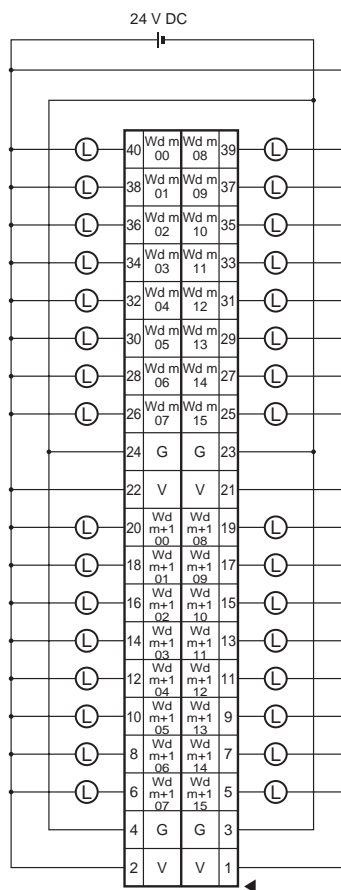 24 V DC
L 40 Wd m 00 Wd m 08 39 L
L 38 Wd m 01 Wd m 09 37 L
L 36 Wd m 02 Wd m 10 35 L
L 34 Wd m 03 Wd m 11 33 L
L 32 Wd m 04 Wd m 12 31 L
L 30 Wd m 05 Wd m 13 29 L
L 28 Wd m 06 Wd m 14 27 L
L 26 Wd m 07 Wd m 15 25 L
24 G G 23
22 V V 21
L 20 Wd m+1 00 Wd m+1 08 19 L
L 18 Wd m+1 01 Wd m+1 09 17 L
L 16 Wd m+1 02 Wd m+1 10 15 L
L 14 Wd m+1 03 Wd m+1 11 13 L
L 12 Wd m+1 04 Wd m+1 12 11 L
L 10 Wd m+1 05 Wd m+1 13 9 L
L 8 Wd m+1 06 Wd m+1 14 7 L
L 6 Wd m+1 07 Wd m+1 15 5 L
4 G G 3
2 V V 1